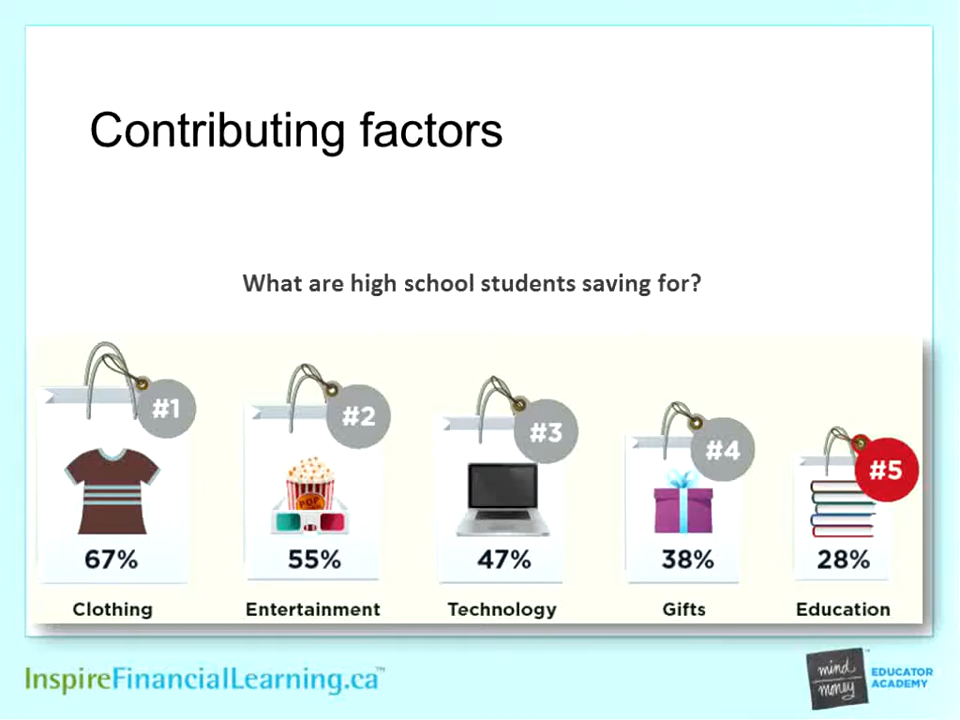 Contributing factors
What are high school students saving for?
#1
#2
#3
#4
#5
POP
67%
55%
47%
38%
28%
Clothing
Entertainment
Technology
Gifts
Education
InspireFinancialLearning.ca™
mind
money
EDUCATOR
ACADEMY